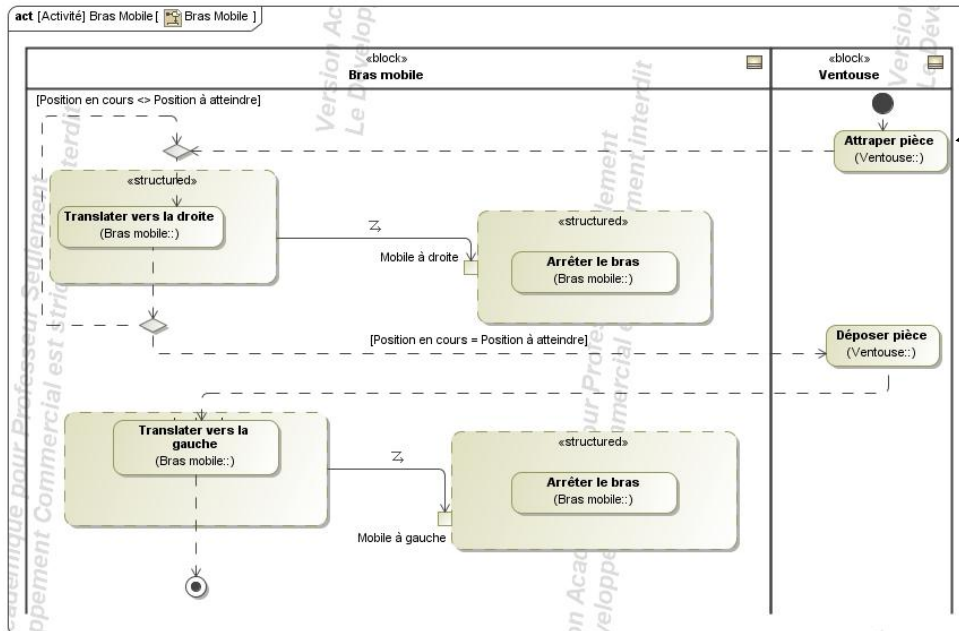 act [Activité] Bras Mobile [ Bras Mobile ]
«block»
Bras mobile
«block»
Ventouse
[Position en cours <> Position à atteindre]
Attraper pièce
(Ventouse::)
«structured»
Translater vers la droite
(Bras mobile::)
Mobile à droite
«structured»
Arrêter le bras
(Bras mobile::)
[Position en cours = Position à atteindre]
Déposer pièce
(Ventouse::)
Translater vers la
gauche
(Bras mobile::)
Mobile à gauche
«structured»
Arrêter le bras
(Bras mobile::)